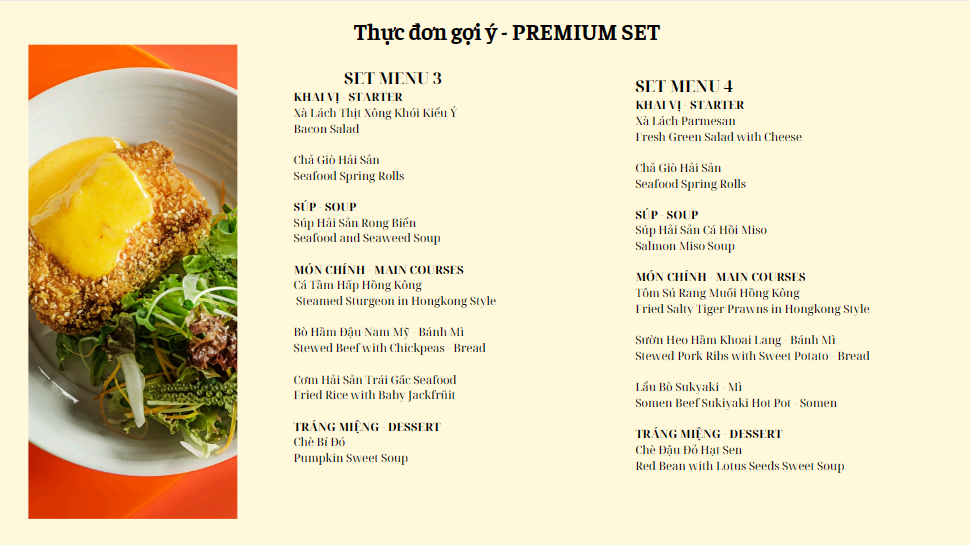 Thực đơn gợi ý - PREMIUM SET
SET MENU 3
KHAI VỊ - STARTER
Xà Lách Thịt Xông Khói Kiểu Ý
Bacon Salad
Chả Giò Hải Sản
Seafood Spring Rolls
SÚP - SOUP
Súp Hải Sản Rong Biển
Seafood and Seaweed Soup
MÓN CHÍNH - MAIN COURSES
Cá Tầm Hấp Hồng Kông
Steamed Sturgeon in Hongkong Style
Bò Hầm Đậu Nam Mỹ - Bánh Mì
Stewed Beef with Chickpeas - Bread
Cơm Hải Sản Trái Gấc Seafood
Fried Rice with Baby Jackfrüit
TRÁNG MIỆNG - DESSERT
Chè Bí Đỏ
Pumpkin Sweet Soup
SET MENU 4
KHAI VỊ - STARTER
Xà Lách Parmesan
Fresh Green Salad with Cheese
Chả Giò Hải Sản
Seafood Spring Rolls
SÚP - SOUP
Súp Hải Sản Cá Hồi Miso
Salmon Miso Soup
MÓN CHÍNH - MAIN COURSES
Tôm Sú Rang Muối Hồng Kông
Fried Salty Tiger Prawns in Hongkong Style
Sườn Heo Hầm Khoai Lang - Bánh Mì
Stewed Pork Ribs with Sweet Potato - Bread
Lẩu Bò Sukyaki - Mì
Somen Beef Sukiyaki Hot Pot - Somen
TRÁNG MIỆNG - DESSERT
Chè Đậu Đỏ Hạt Sen
Red Bean with Lotus Seeds Sweet Soup